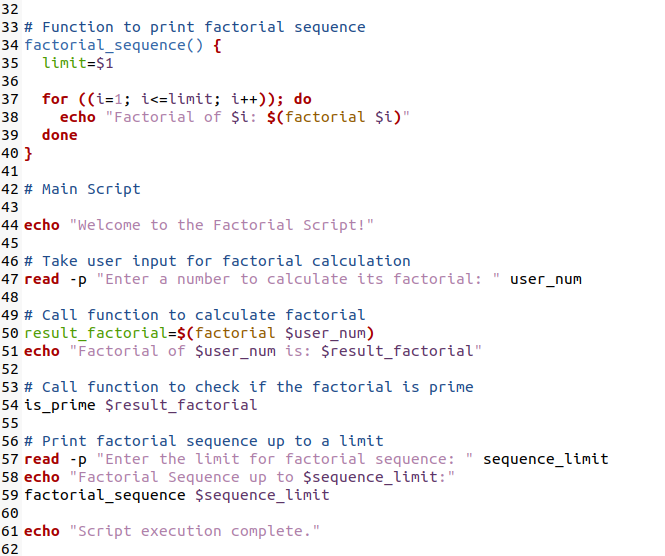 32
33 # Function to print factorial sequence
34 factorial_sequence() {
35   limit=$1
36
37   for ((i=1; i<=limit; i++)); do
38     echo "Factorial of $i: $(factorial $i)"
39   done
40 }
41
42 # Main Script
43
44 echo "Welcome to the Factorial Script!"
45
46 # Take user input for factorial calculation
47 read -p "Enter a number to calculate its factorial: " user_num
48
49 # Call function to calculate factorial
50 result_factorial=$(factorial $user_num)
51 echo "Factorial of $user_num is: $result_factorial"
52
53 # Call function to check if the factorial is prime
54 is_prime $result_factorial
55
56 # Print factorial sequence up to a limit
57 read -p "Enter the limit for factorial sequence: " sequence_limit
58 echo "Factorial Sequence up to $sequence_limit:"
59 factorial_sequence $sequence_limit
60
61 echo "Script execution complete."
62